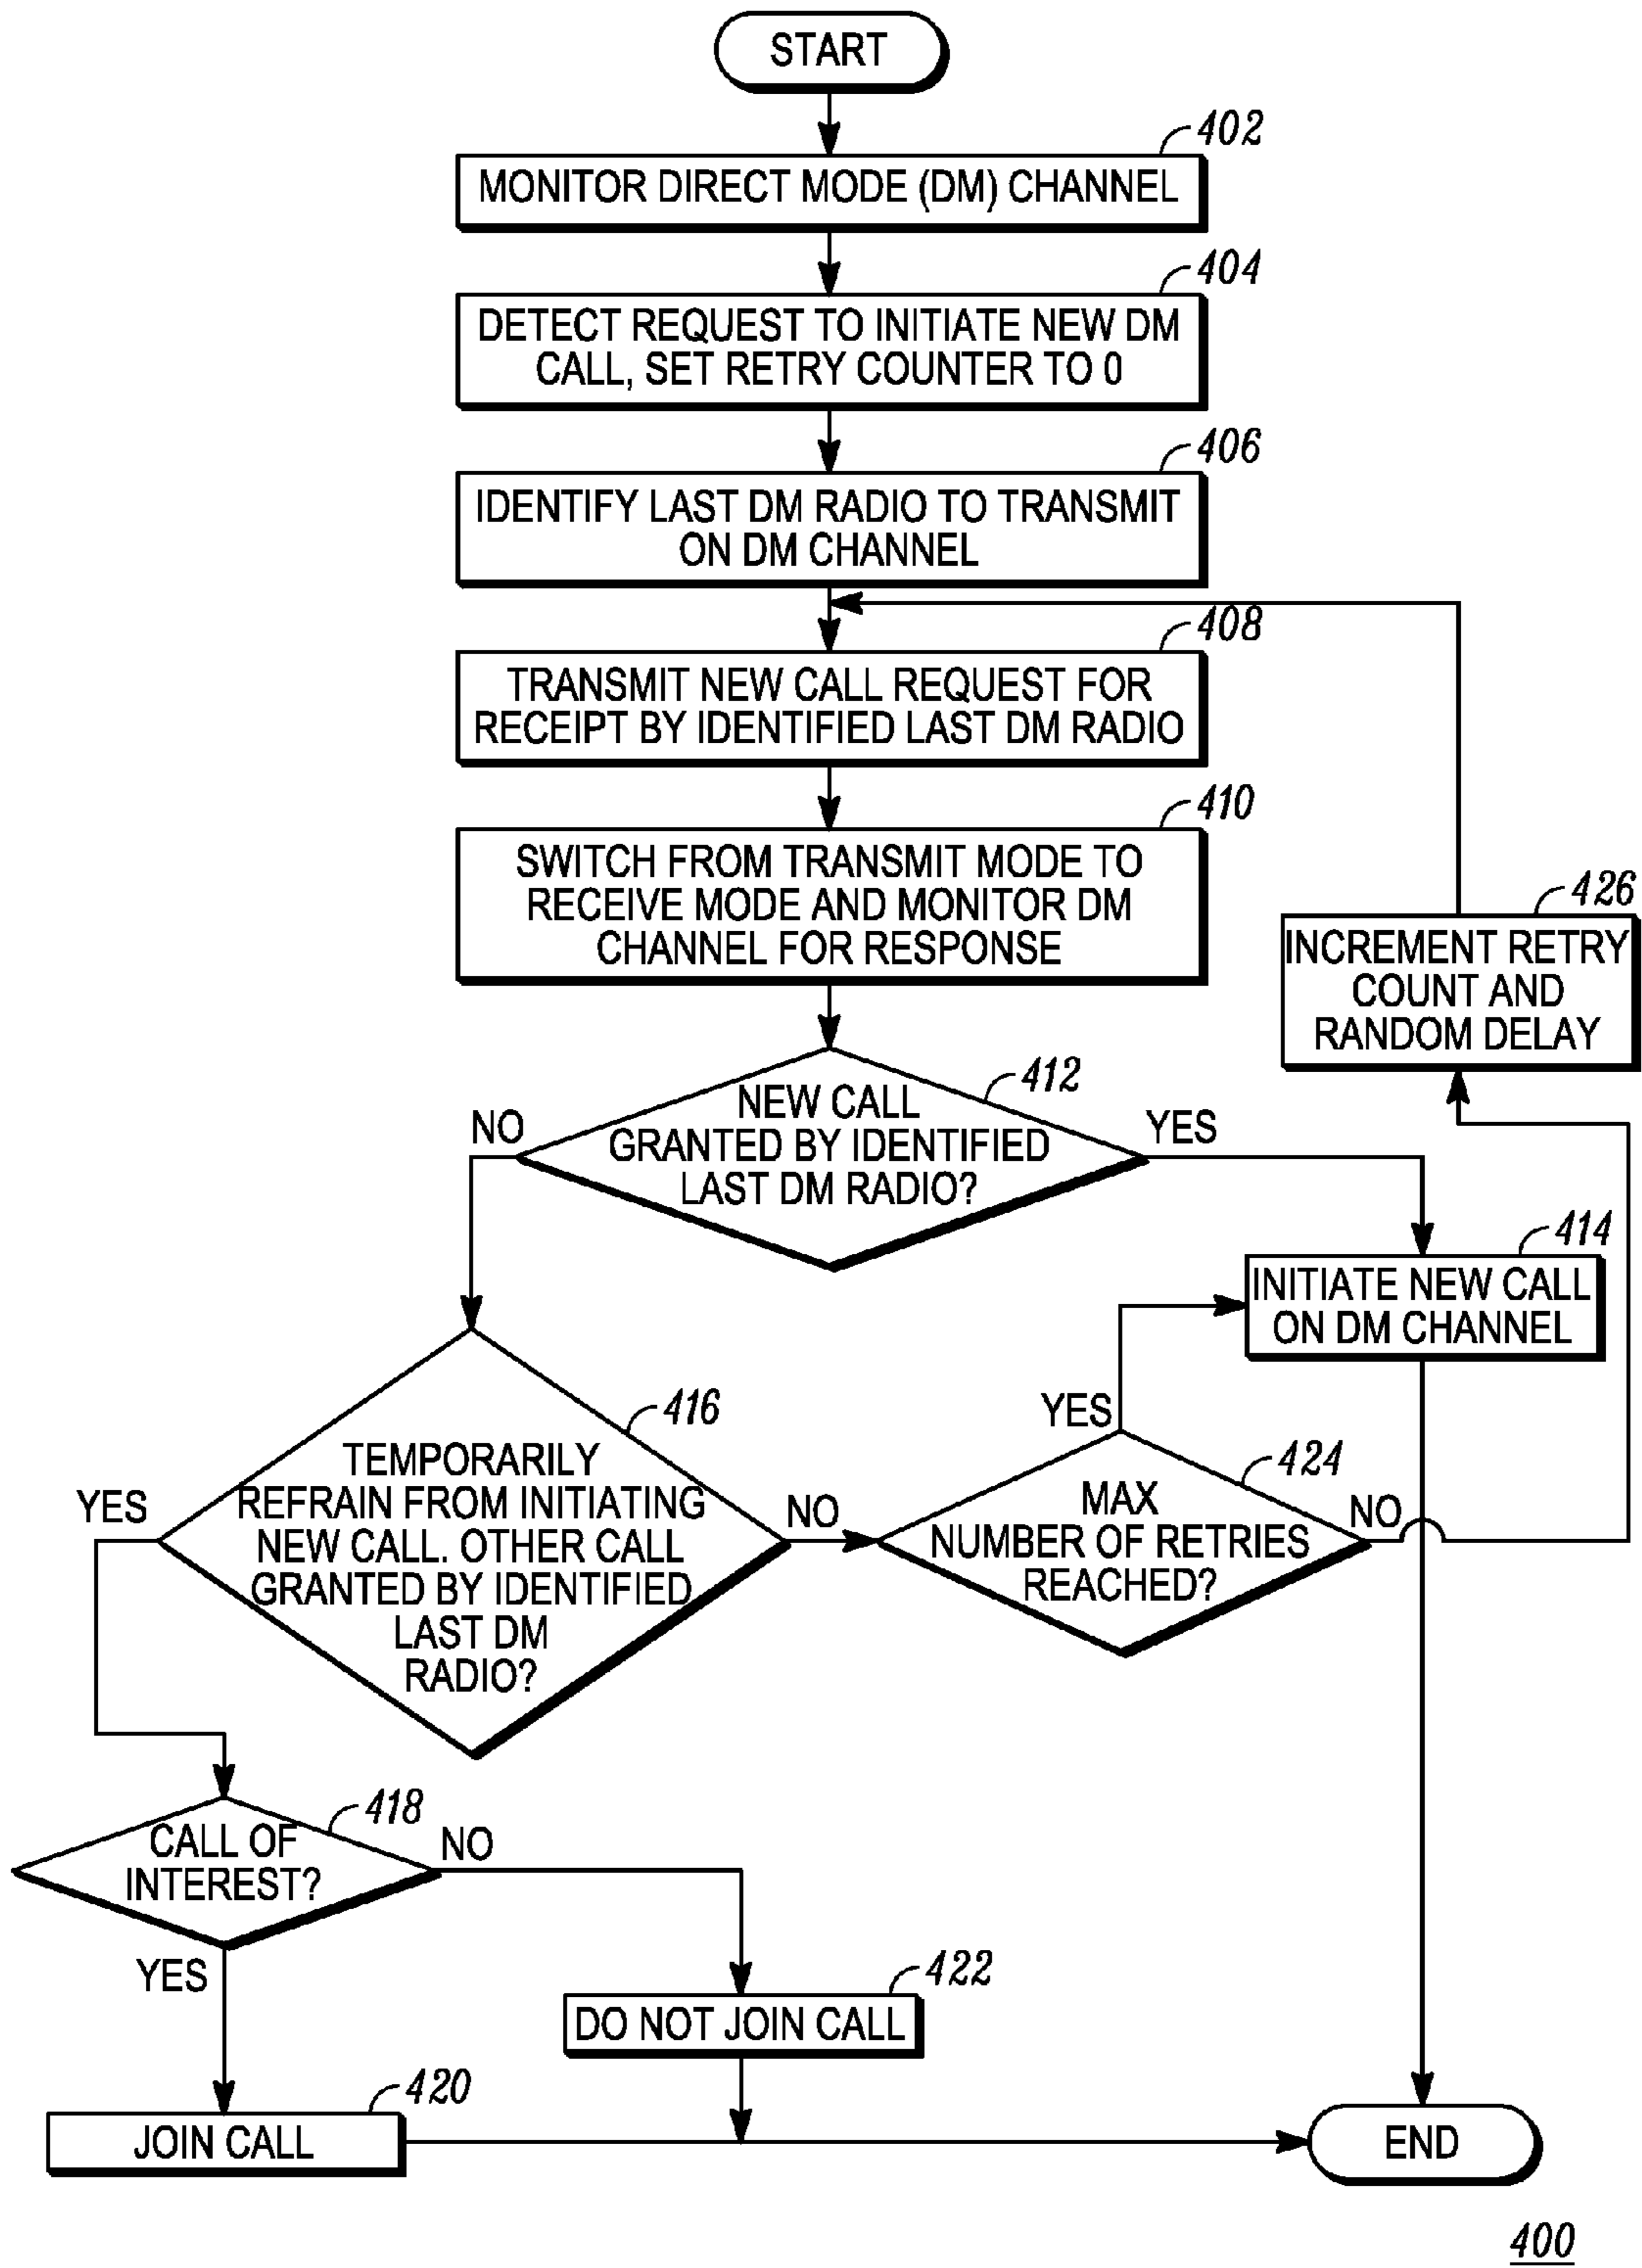 START
402
MONITOR DIRECT MODE (DM) CHANNEL
404
DETECT REQUEST TO INITIATE NEW DM
CALL, SET RETRY COUNTER TO 0
406
IDENTIFY LAST DM RADIO TO TRANSMIT
ON DM CHANNEL
408
TRANSMIT NEW CALL REQUEST FOR
RECEIPT BY IDENTIFIED LAST DM RADIO
410
SWITCH FROM TRANSMIT MODE TO
RECEIVE MODE AND MONITOR DM
CHANNEL FOR RESPONSE
426
INCREMENT RETRY
COUNT AND
RANDOM DELAY
412
NEW CALL
GRANTED BY IDENTIFIED
LAST DM RADIO?
NO
YES
414
INITIATE NEW CALL
ON DM CHANNEL
416
TEMPORARILY
REFRAIN FROM INITIATING
NEW CALL. OTHER CALL
GRANTED BY IDENTIFIED
LAST DM
RADIO?
YES
NO
YES
424
MAX
NUMBER OF RETRIES
REACHED?
NO
418
CALL OF
INTEREST?
NO
YES
422
DO NOT JOIN CALL
420
JOIN CALL
END
400